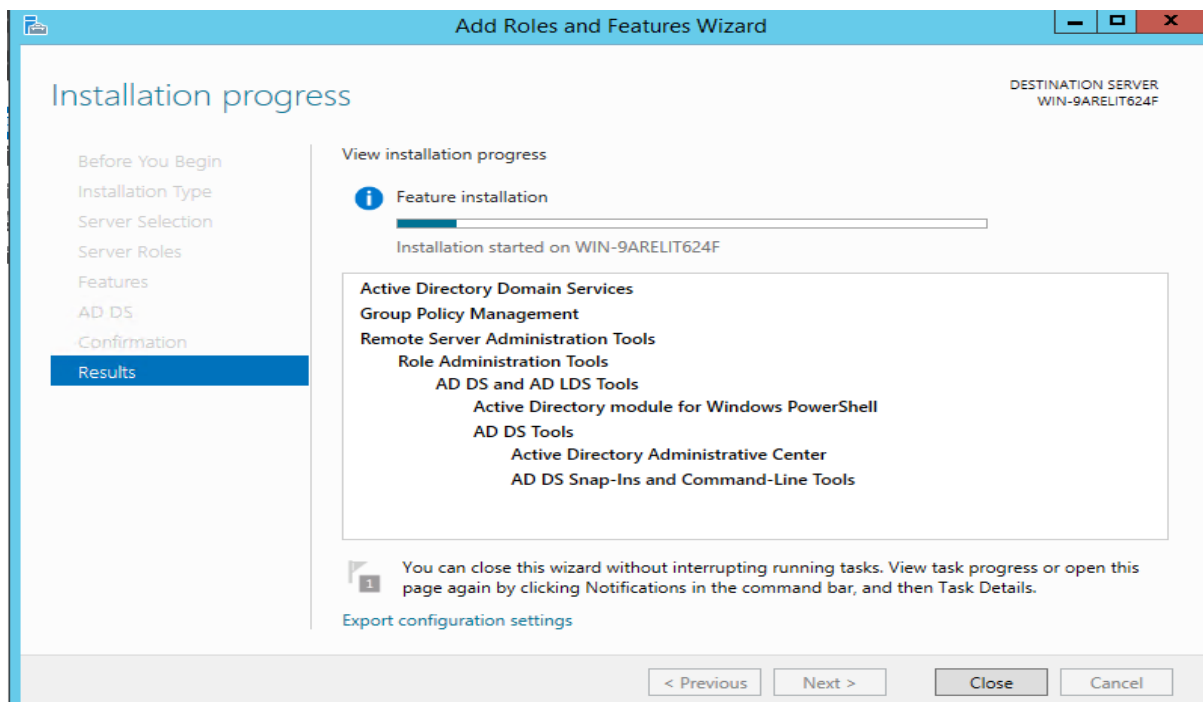 Add Roles and Features Wizard
Installation progress
DESTINATION SERVER
WIN-9ARELIT624F
Before You Begin
Installation Type
Server Selection
Server Roles
Features
AD DS
Confirmation
Results
View installation progress
Feature installation
Installation started on WIN-9ARELIT624F
Active Directory Domain Services
Group Policy Management
Remote Server Administration Tools
Role Administration Tools
AD DS and AD LDS Tools
Active Directory module for Windows PowerShell
AD DS Tools
Active Directory Administrative Center
AD DS Snap-Ins and Command-Line Tools
1
You can close this wizard without interrupting running tasks. View task progress or open this
page again by clicking Notifications in the command bar, and then Task Details.
Export configuration settings
< Previous
Next >
Close
Cancel